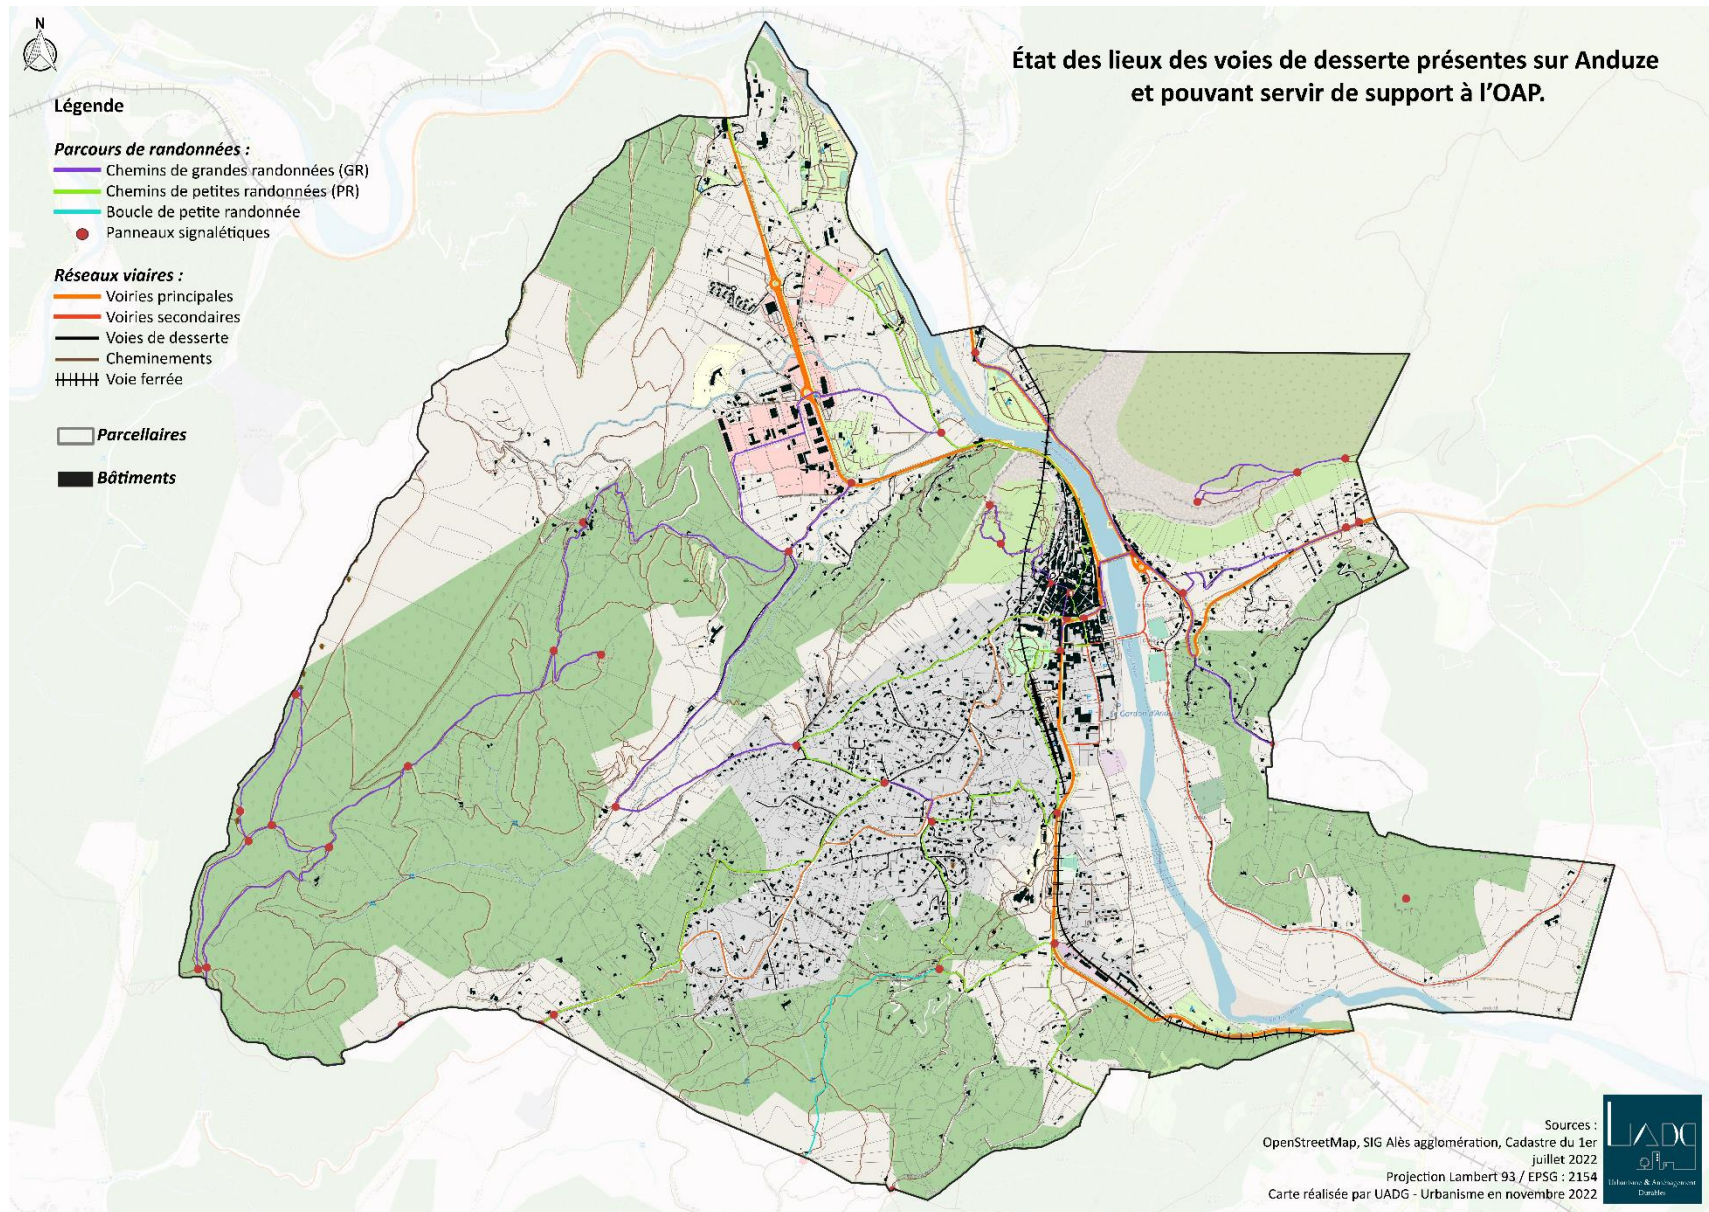 N
État des lieux des voies de desserte présentes sur Anduze
et pouvant servir de support à l'OAP.
Légende
Parcours de randonnées :
Chemins de grandes randonnées (GR)
Chemins de petites randonnées (PR)
Boucle de petite randonnée
Panneaux signalétiques
Réseaux viaires :
Voiries principales
Voiries secondaires
Voies de desserte
Cheminements
Voie ferrée
Parcellaires
Bâtiments
Sources :
OpenStreetMap, SIG Alès agglomération, Cadastre du 1er
juillet 2022
Projection Lambert 93 / EPSG : 2154
Carte réalisée par UADG - Urbanisme en novembre 2022
UADG
Urbanisme & Aménagement
Durables